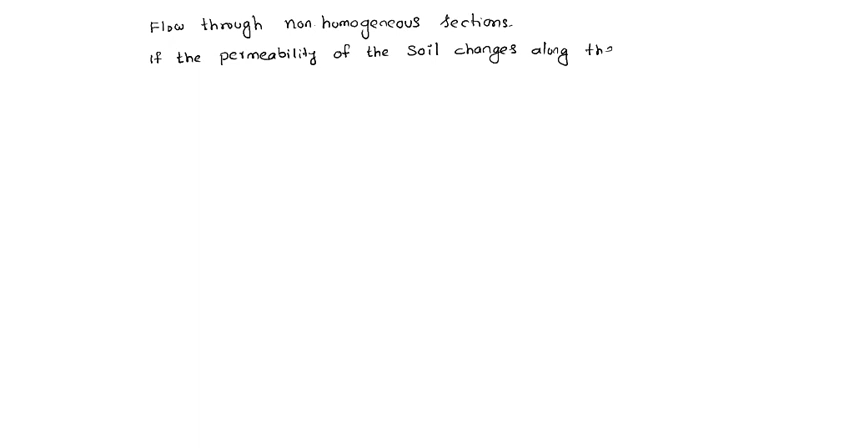 Flow through non-homogeneous sections.
If the permeability of the soil changes along the